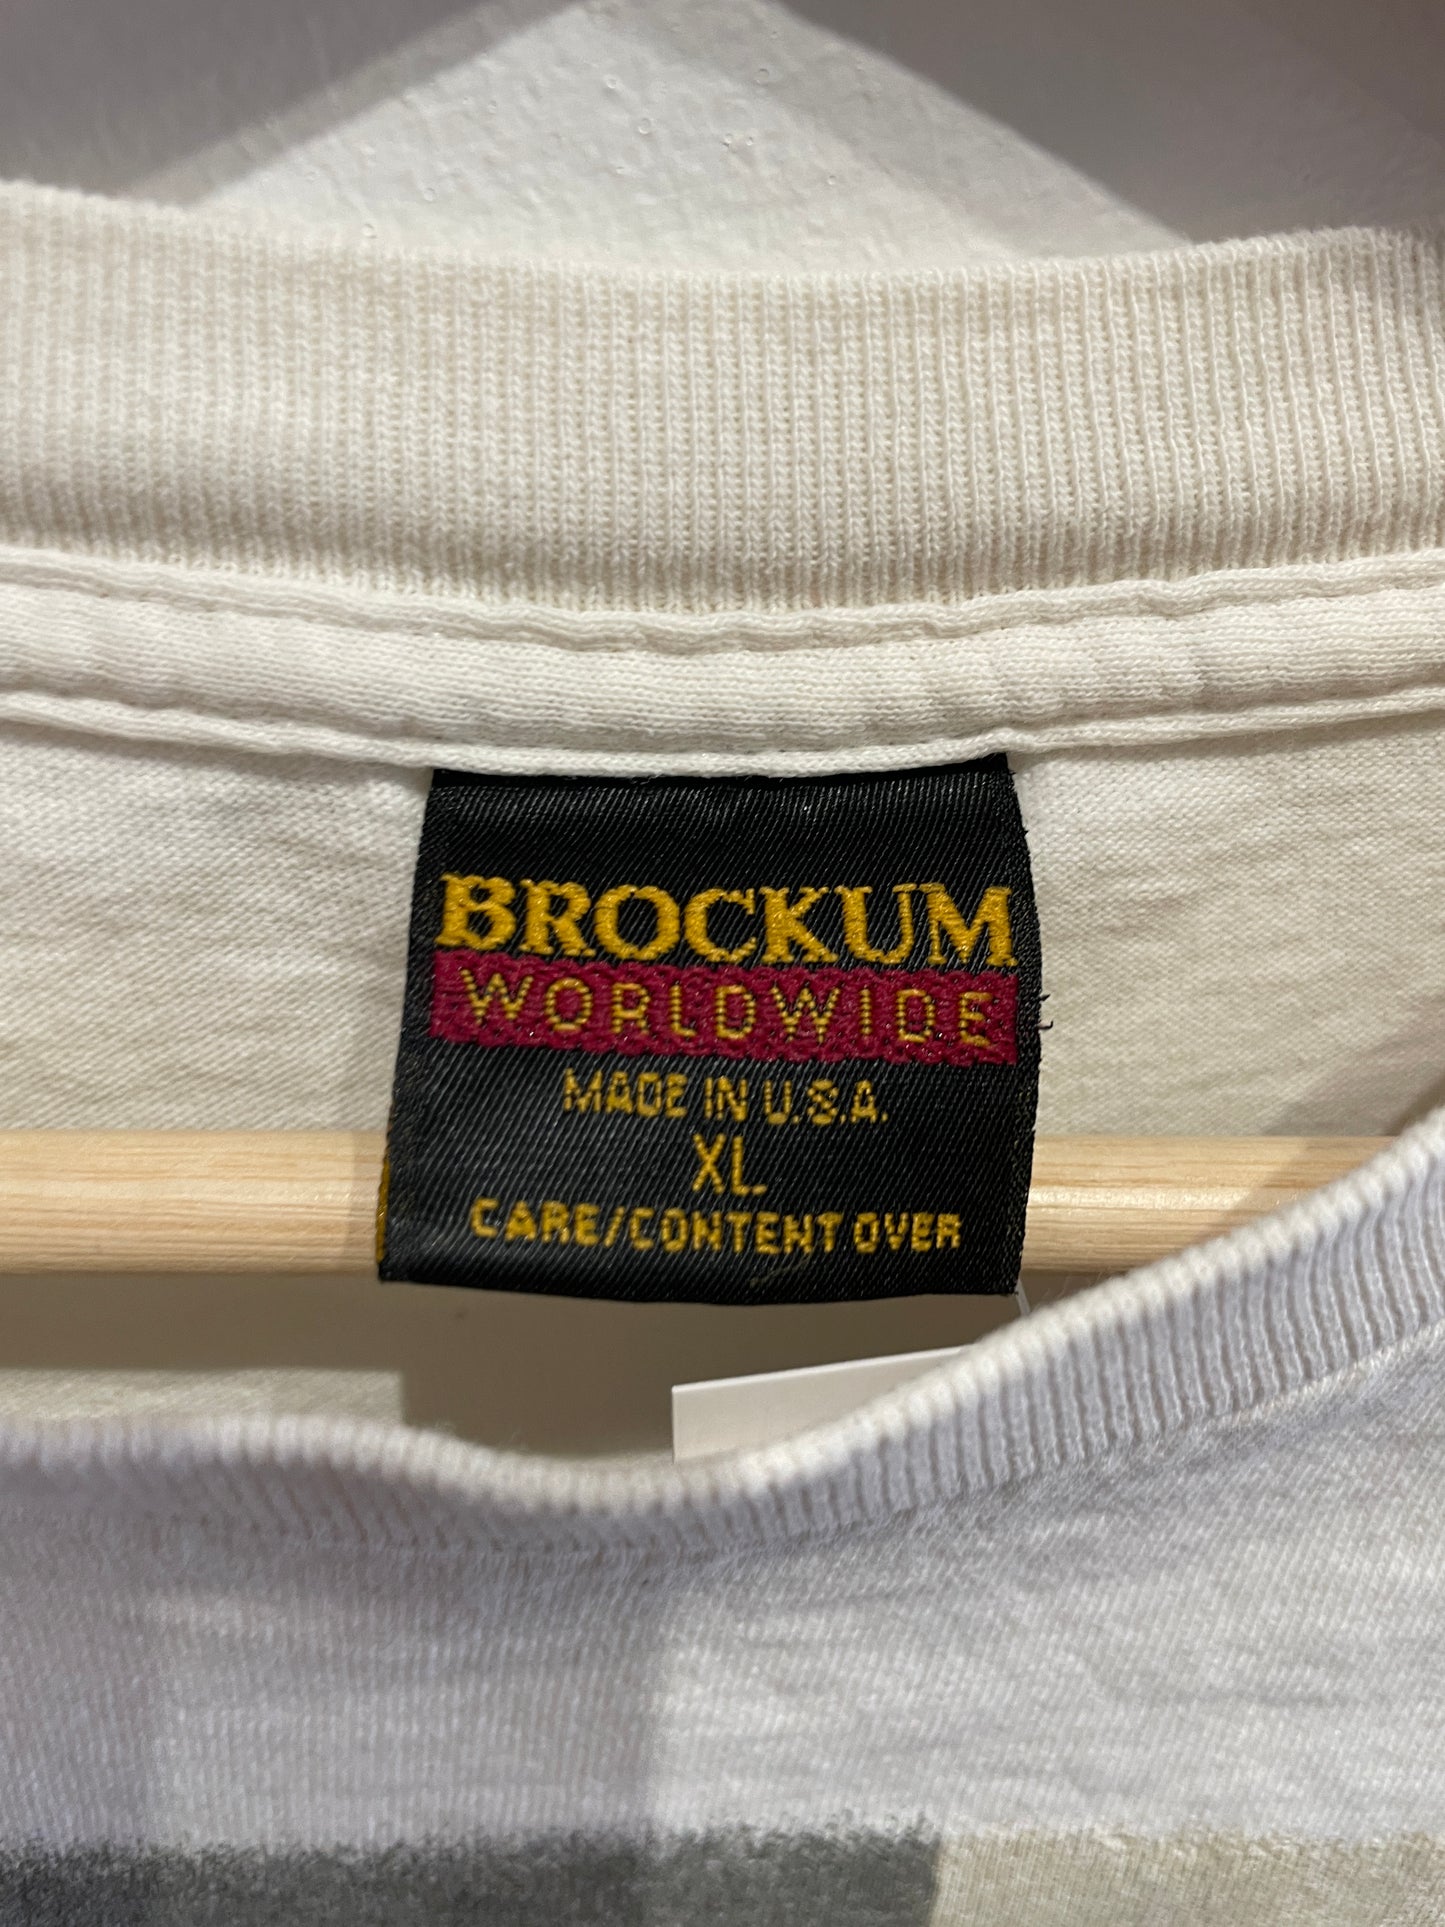 BROCKUM
WORLDWIDE
MADE IN U.S.A.
XL
CARE/CONTENT OVER